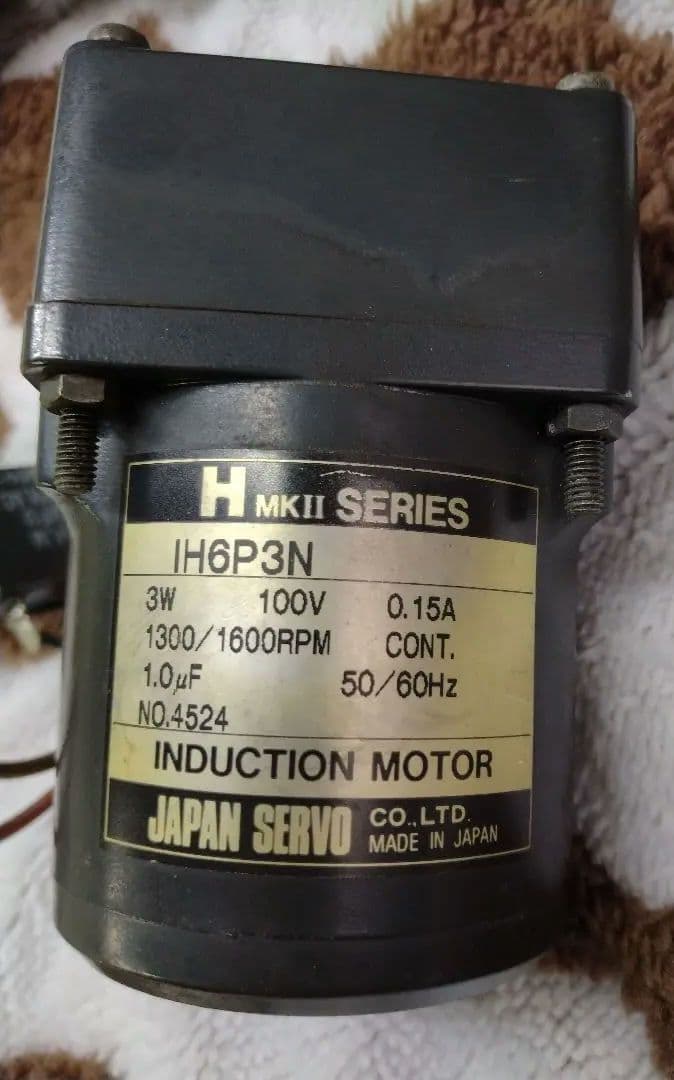 H MKII SERIES
IH6P3N
3W 100V 0.15A
1300/1600RPM CONT.
1.0μF 50/60Hz
NO.4524
INDUCTION MOTOR
JAPAN SERVO CO.,LTD.
MADE IN JAPAN